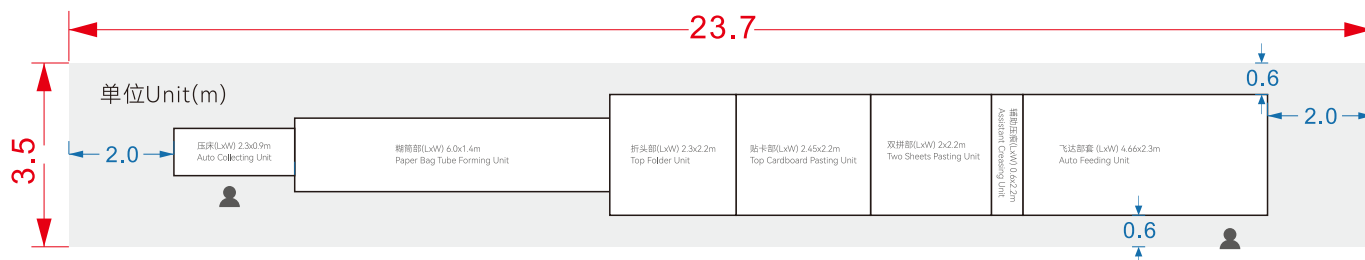 23.7
单位Unit(m)
3.5
2.0
压床(LxW) 2.3x0.9m
Auto Collecting Unit
糊筒部(LxW) 6.0x1.4m
Paper Bag Tube Forming Unit
折头部(LxW) 2.3x2.2m
Top Folder Unit
贴卡部(LxW) 2.45x2.2m
Top Cardboard Pasting Unit
双拼部(LxW) 2x2.2m
Two Sheets Pasting Unit
辅助压痕(LxW) 0.6x2.2m
Assistant Creasing Unit
飞达部套 (LxW) 4.66x2.3m
Auto Feeding Unit
0.6
2.0
0.6